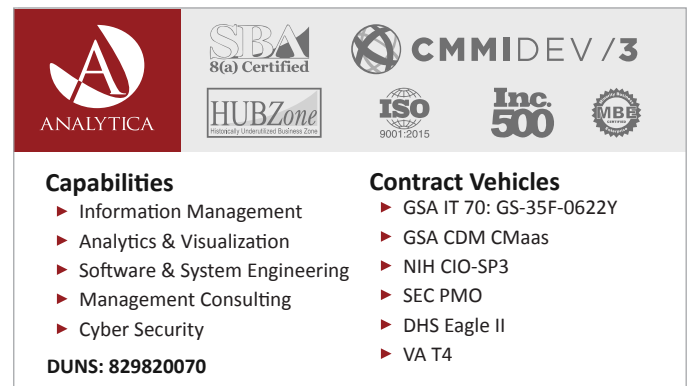 ANALYTICA
SBA
8(a) Certified
CMMIDEV/3
HUBZone
Historically Underutilized Business Zone
ISO
9001:2015
Inc.
500
MBE
CERTIFIED
Capabilities
► Information Management
► Analytics & Visualization
► Software & System Engineering
► Management Consulting
► Cyber Security
DUNS: 829820070
Contract Vehicles
► GSA IT 70: GS-35F-0622Y
► GSA CDM CMaas
► NIH CIO-SP3
► SEC PMO
► DHS Eagle II
► VA T4